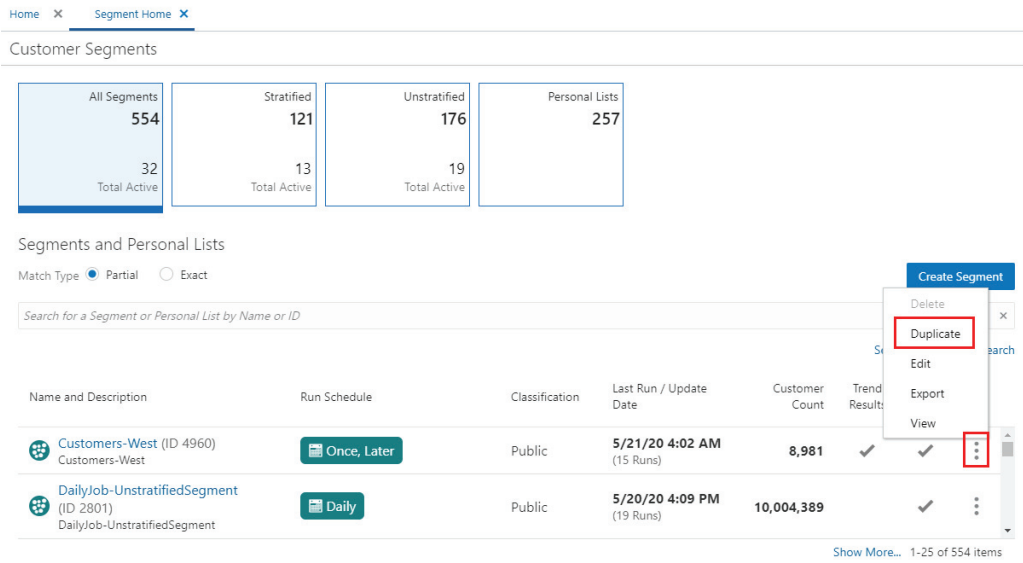 Home
Segment Home
Customer Segments
All Segments
554
32
Total Active
Stratified
121
13
Total Active
Unstratified
176
19
Total Active
Personal Lists
257
Segments and Personal Lists
Match Type Partial Exact
Create Segment
Search for a Segment or Personal List by Name or ID
Delete
Duplicate
Edit
Export
View
Name and Description
Run Schedule
Classification
Last Run / Update
Date
Customer
Count
Trend
Results
Customers-West (ID 4960)
Customers-West
Once, Later
Public
5/21/20 4:02 AM
(15 Runs)
8,981
DailyJob-UnstratifiedSegment
(ID 2801)
DailyJob-UnstratifiedSegment
Daily
Public
5/20/20 4:09 PM
(19 Runs)
10,004,389
Show More... 1-25 of 554 items